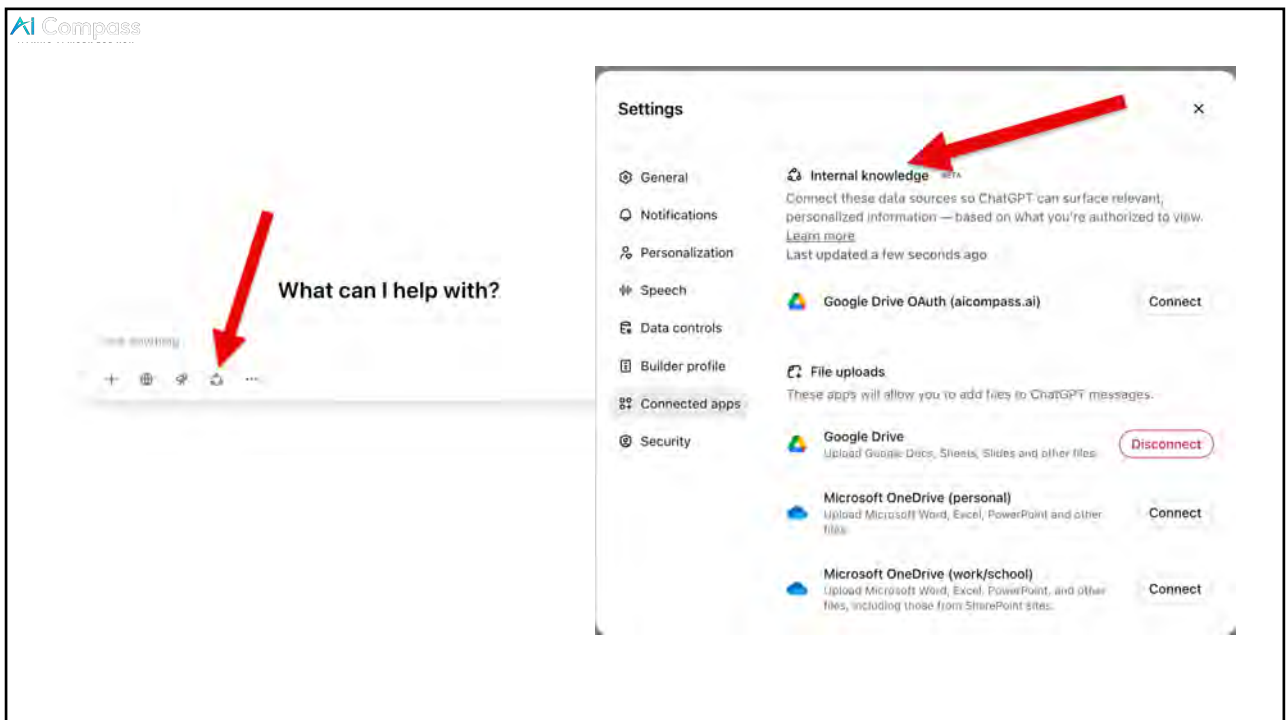 AI Compass
What can I help with?
Settings
General
Notifications
Personalization
Speech
Data controls
Builder profile
Connected apps
Security
Internal knowledge BETA
Connect these data sources so ChatGPT can surface relevant,
personalized information — based on what you're authorized to view.
Learn more
Last updated a few seconds ago
Google Drive OAuth (aicompass.ai)
Connect
File uploads
These apps will allow you to add files to ChatGPT messages.
Google Drive
Upload Google Docs, Sheets, Slides and other files.
Disconnect
Microsoft OneDrive (personal)
Upload Microsoft Word, Excel, PowerPoint and other
files.
Connect
Microsoft OneDrive (work/school)
Upload Microsoft Word, Excel, PowerPoint, and other
files, including those from SharePoint sites.
Connect